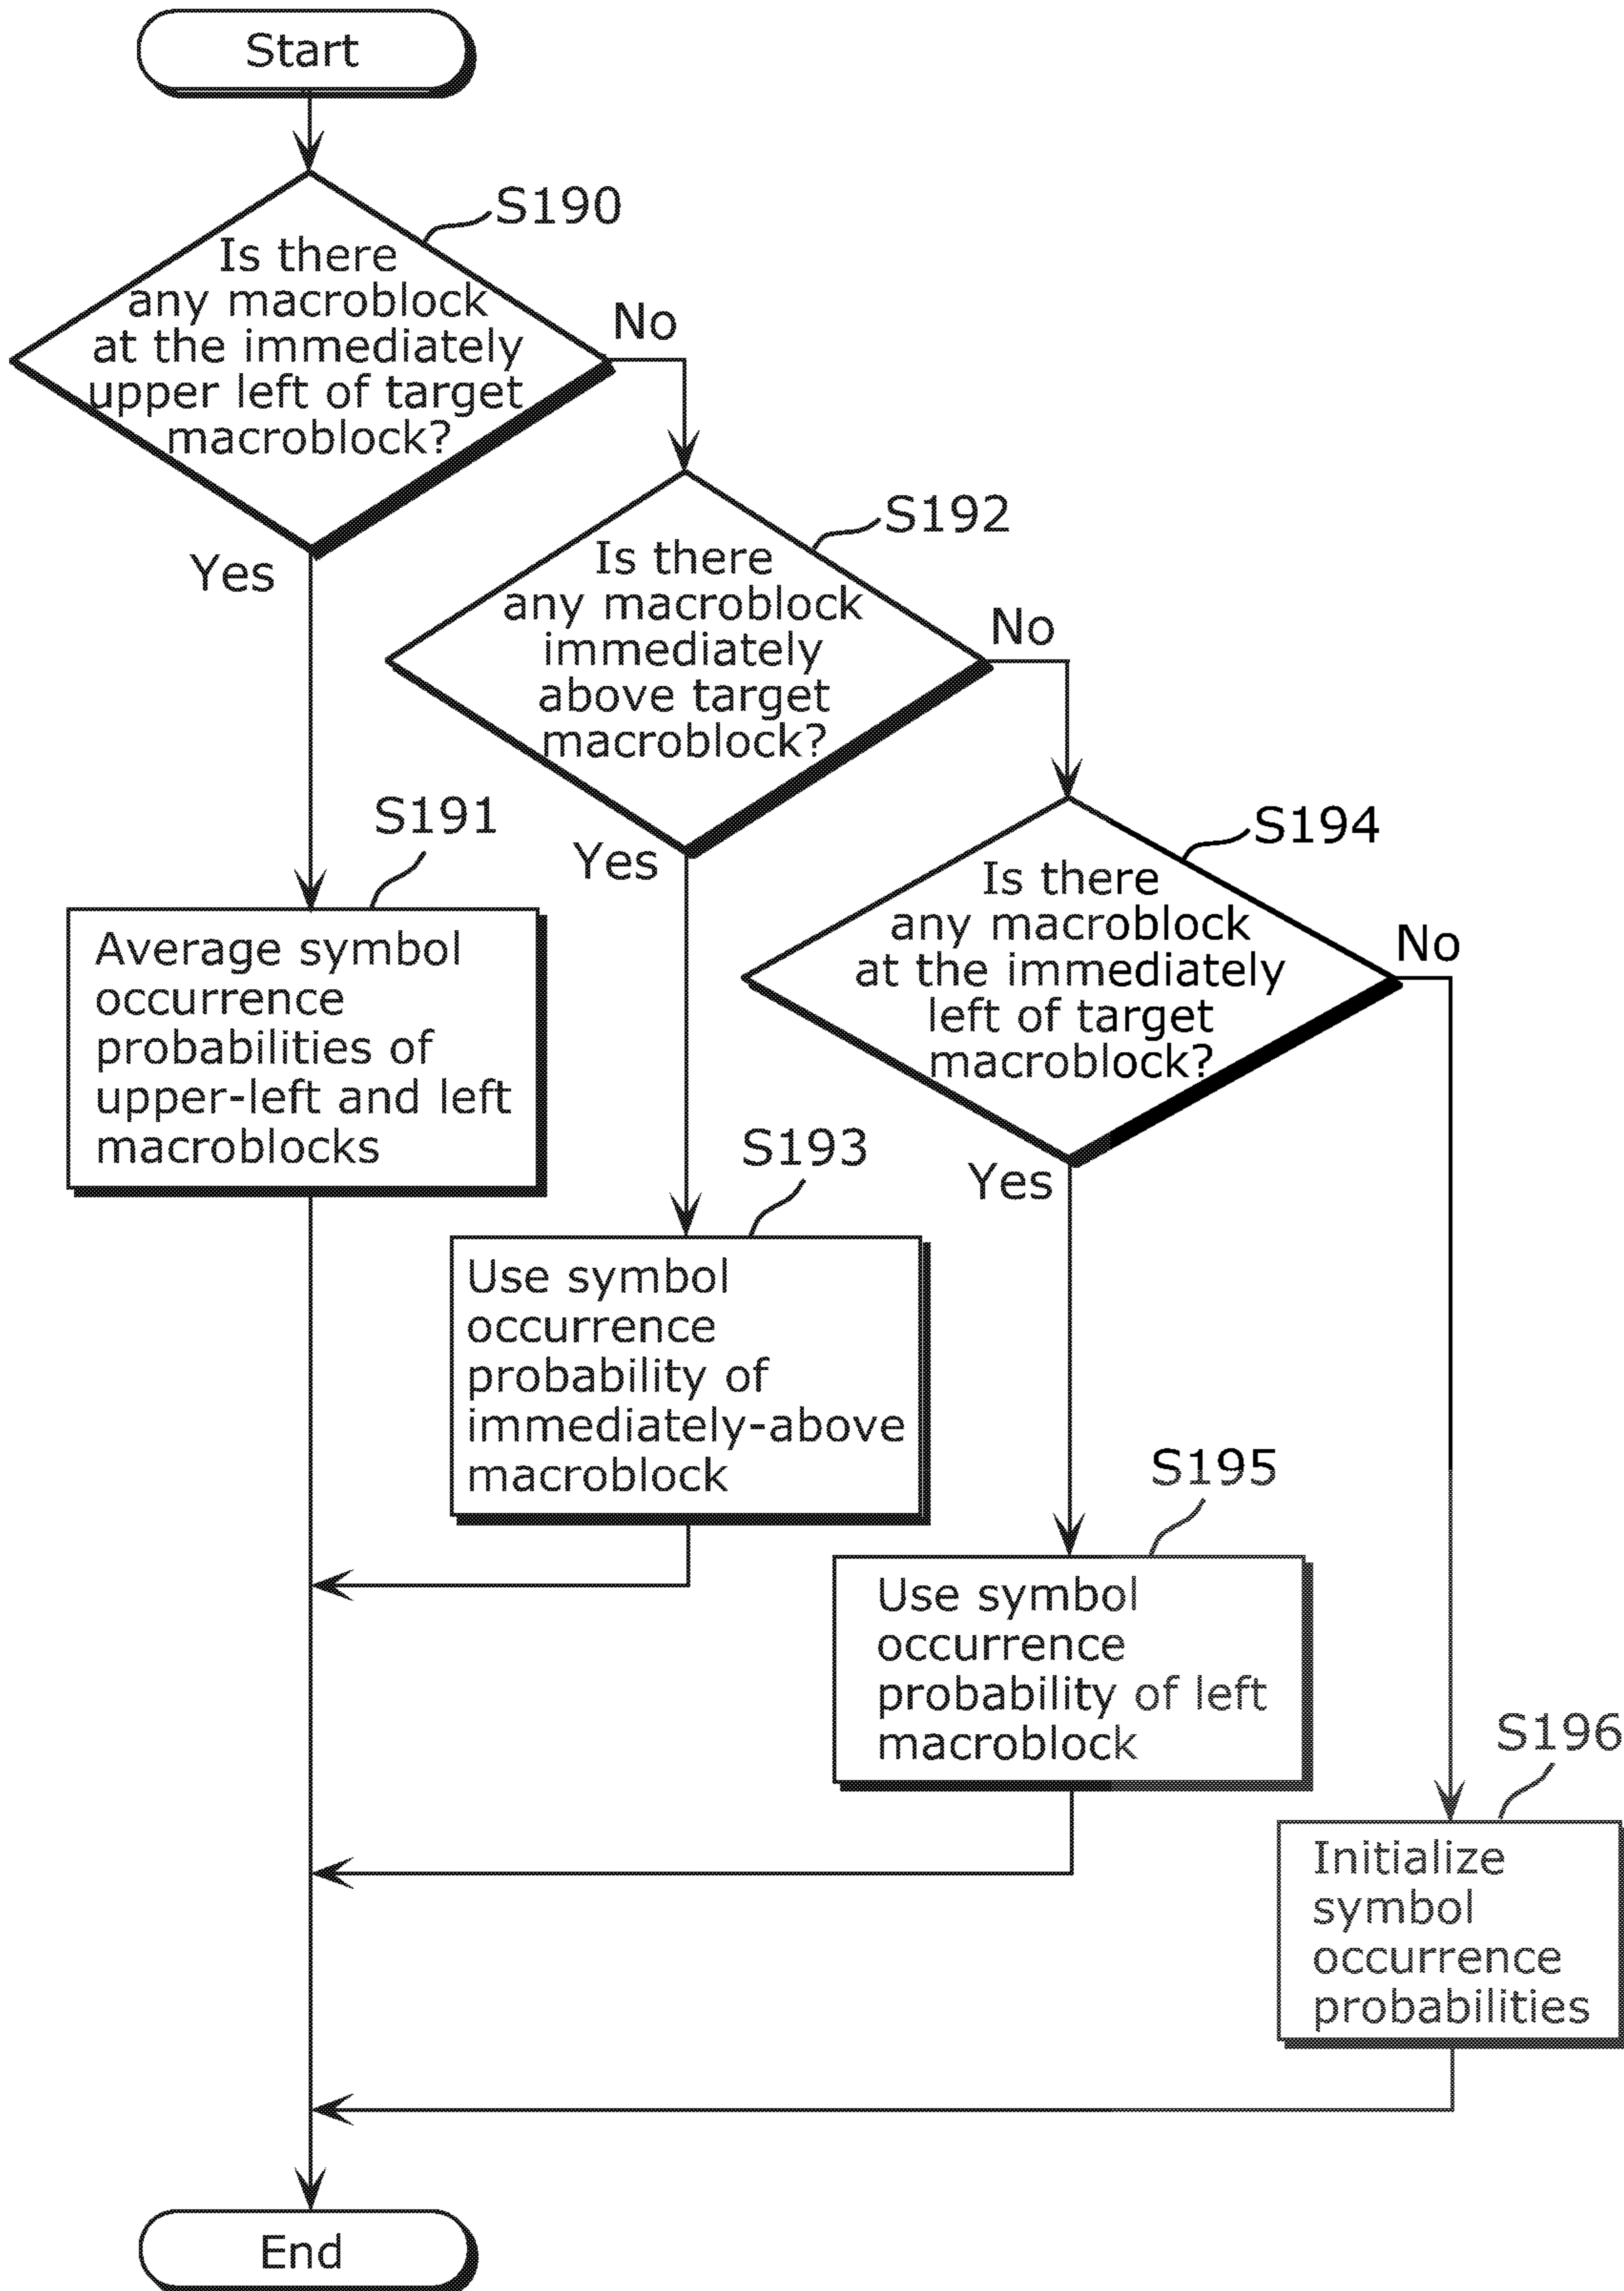 Start
S190
Is there
any macroblock
at the immediately
upper left of target
macroblock?
No
Yes
S192
Is there
any macroblock
immediately
above target
macroblock?
No
Yes
S191
Average symbol
occurrence
probabilities of
upper-left and left
macroblocks
S194
Is there
any macroblock
at the immediately
left of target
macroblock?
No
Yes
S193
Use symbol
occurrence
probability of
immediately-above
macroblock
S195
Use symbol
occurrence
probability of left
macroblock
S196
Initialize
symbol
occurrence
probabilities
End